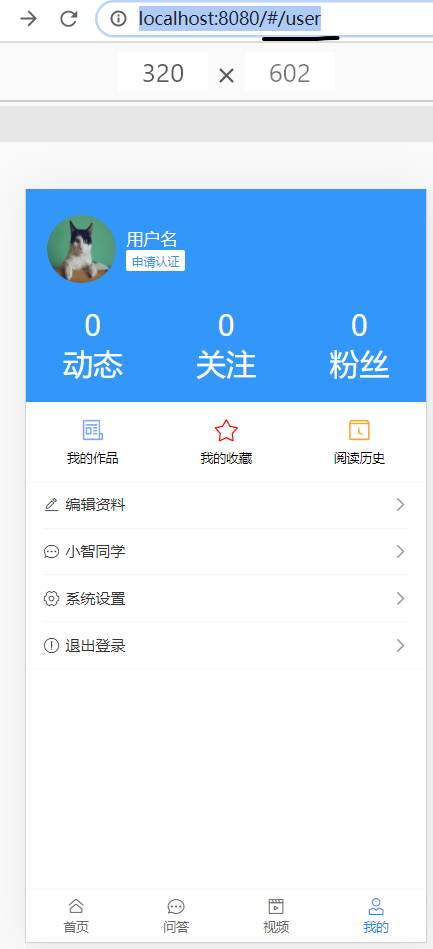 localhost:8080/#/user
320 × 602
用户名
申请认证
0 0 0
动态 关注 粉丝
我的作品 我的收藏 阅读历史
编辑资料
小智同学
系统设置
退出登录
首页 问答 视频 我的